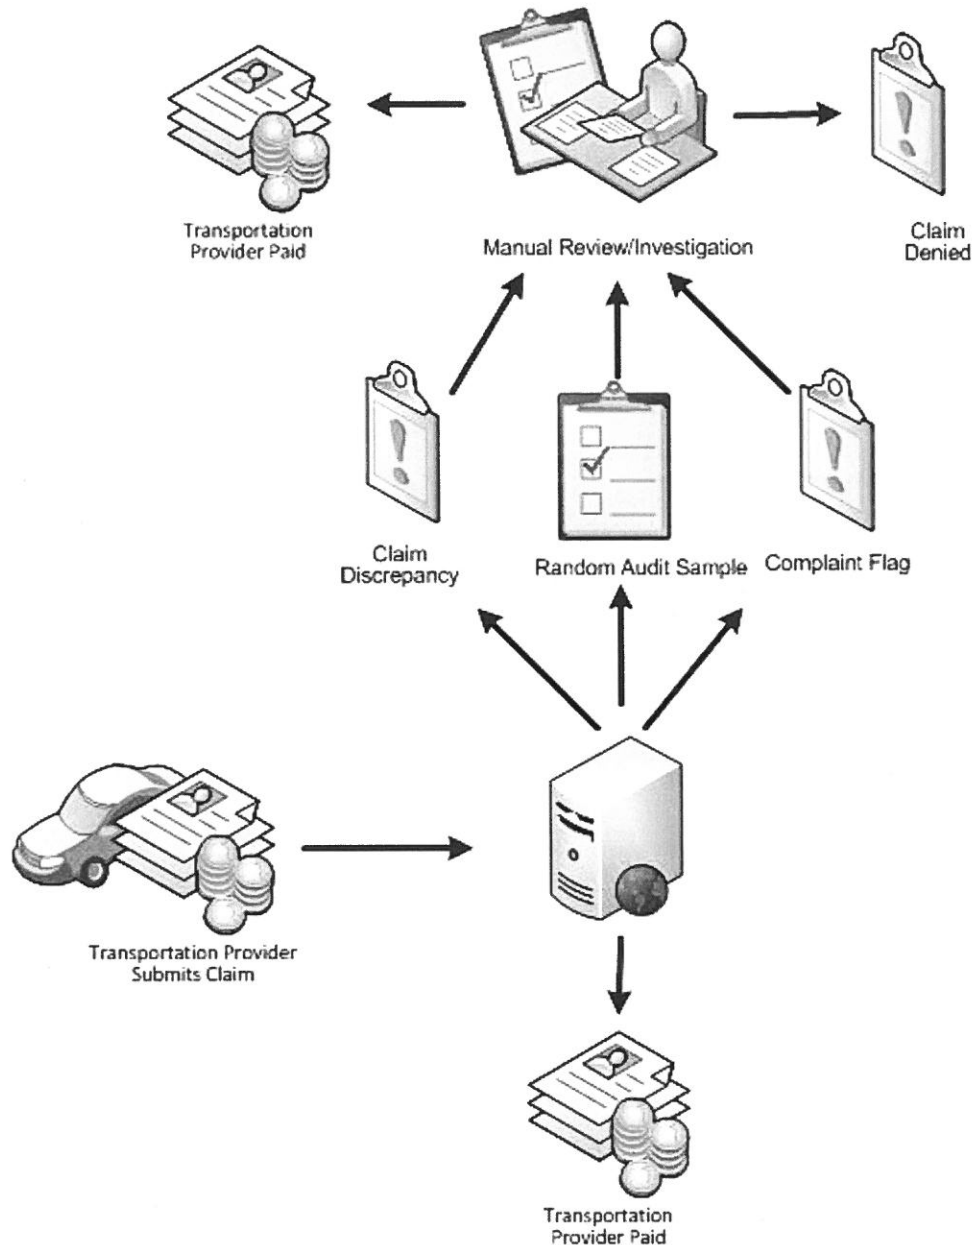 Transportation
Provider Paid
Manual Review/Investigation
Claim
Denied
Claim
Discrepancy
Random Audit Sample
Complaint Flag
Transportation Provider
Submits Claim
Transportation
Provider Paid